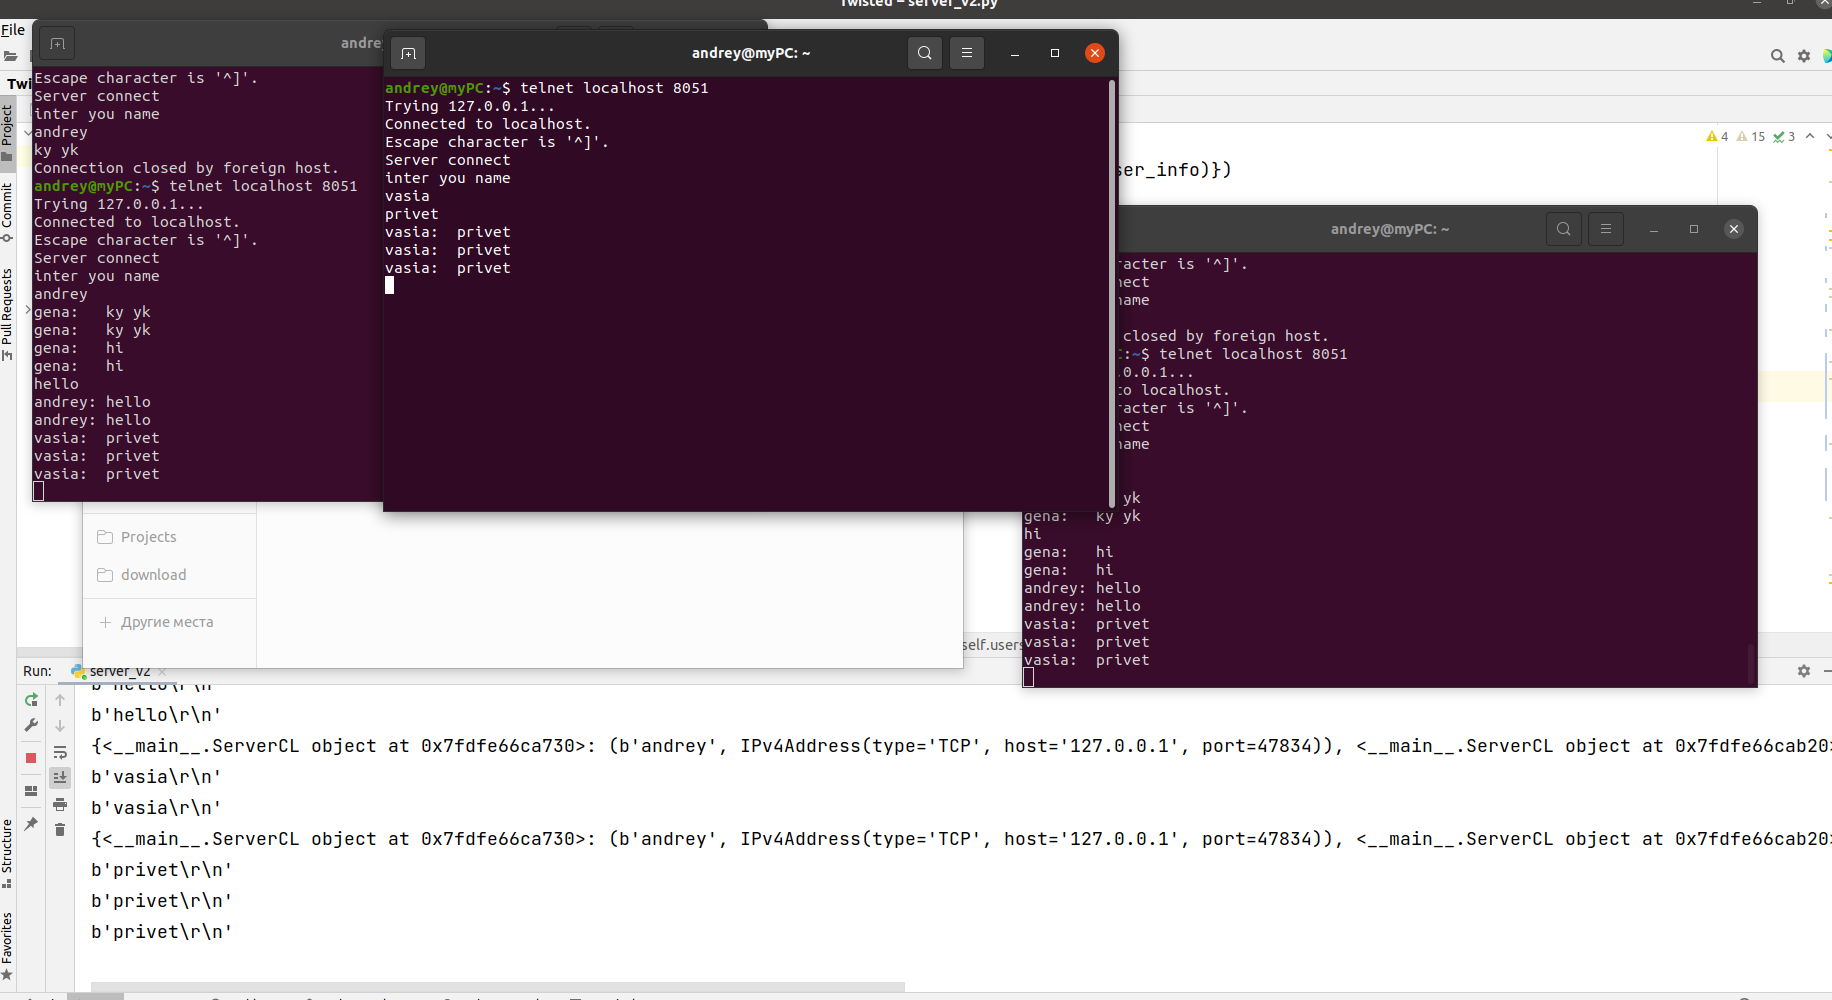 Twisted – server_v2.py
File
Twi
Project
Commit
Pull Requests
Structure
Favorites
andre
Escape character is '^]'.
Server connect
inter you name
andrey
ky yk
Connection closed by foreign host.
andrey@myPC:~$ telnet localhost 8051
Trying 127.0.0.1...
Connected to localhost.
Escape character is '^]'.
Server connect
inter you name
andrey
gena:   ky yk
gena:   ky yk
gena:   hi
gena:   hi
hello
andrey: hello
andrey: hello
vasia:  privet
vasia:  privet
vasia:  privet
andrey@myPC: ~
andrey@myPC:~$ telnet localhost 8051
Trying 127.0.0.1...
Connected to localhost.
Escape character is '^]'.
Server connect
inter you name
vasia
privet
vasia:  privet
vasia:  privet
vasia:  privet
4 15 3
ser_info)})
andrey@myPC: ~
racter is '^]'.
nect
name
closed by foreign host.
:~$ telnet localhost 8051
.0.0.1...
to localhost.
racter is '^]'.
nect
name
yk
gena:   ky yk
hi
gena:   hi
gena:   hi
andrey: hello
andrey: hello
vasia:  privet
vasia:  privet
vasia:  privet
Projects
download
+ Другие места
self.users
Run: server_v2
b'hello\r\n'
b'hello\r\n'
{<__main__.ServerCL object at 0x7fdfe66ca730>: (b'andrey', IPv4Address(type='TCP', host='127.0.0.1', port=47834)), <__main__.ServerCL object at 0x7fdfe66cab20>
b'vasia\r\n'
b'vasia\r\n'
{<__main__.ServerCL object at 0x7fdfe66ca730>: (b'andrey', IPv4Address(type='TCP', host='127.0.0.1', port=47834)), <__main__.ServerCL object at 0x7fdfe66cab20>
b'privet\r\n'
b'privet\r\n'
b'privet\r\n'